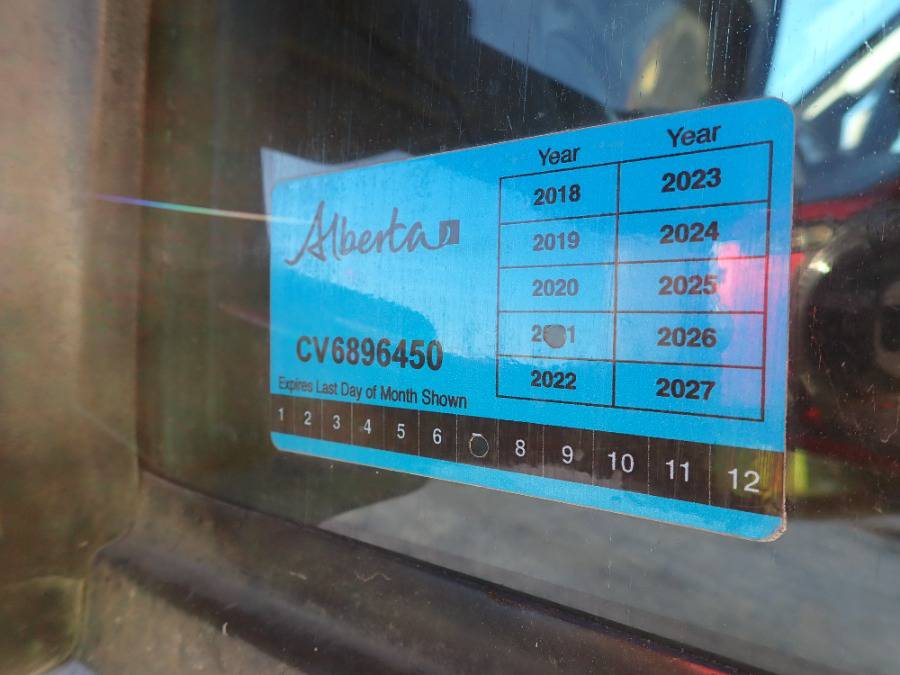 Alberta
CV6896450
Expires Last Day of Month Shown
Year Year
2018 2023
2019 2024
2020 2025
2026
2022 2027
1 2 3 4 5 6 8 9 10 11 12